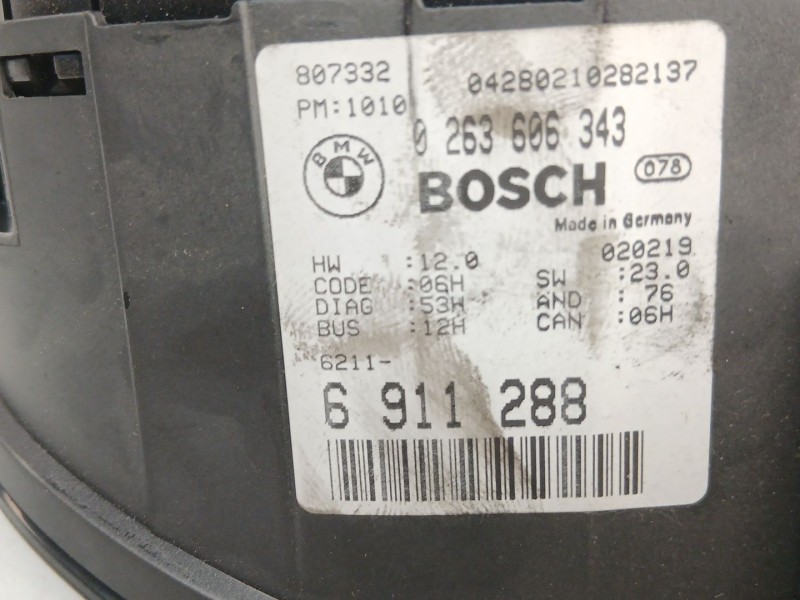 807332 04280210282137
PM:1010 0 263 606 343
BMW BOSCH 078
Made in Germany
020219
HW :12.0 SW :23.0
CODE :06H AND : 76
DIAG :53H CAN :06H
BUS :12H
6211-
6 911 288